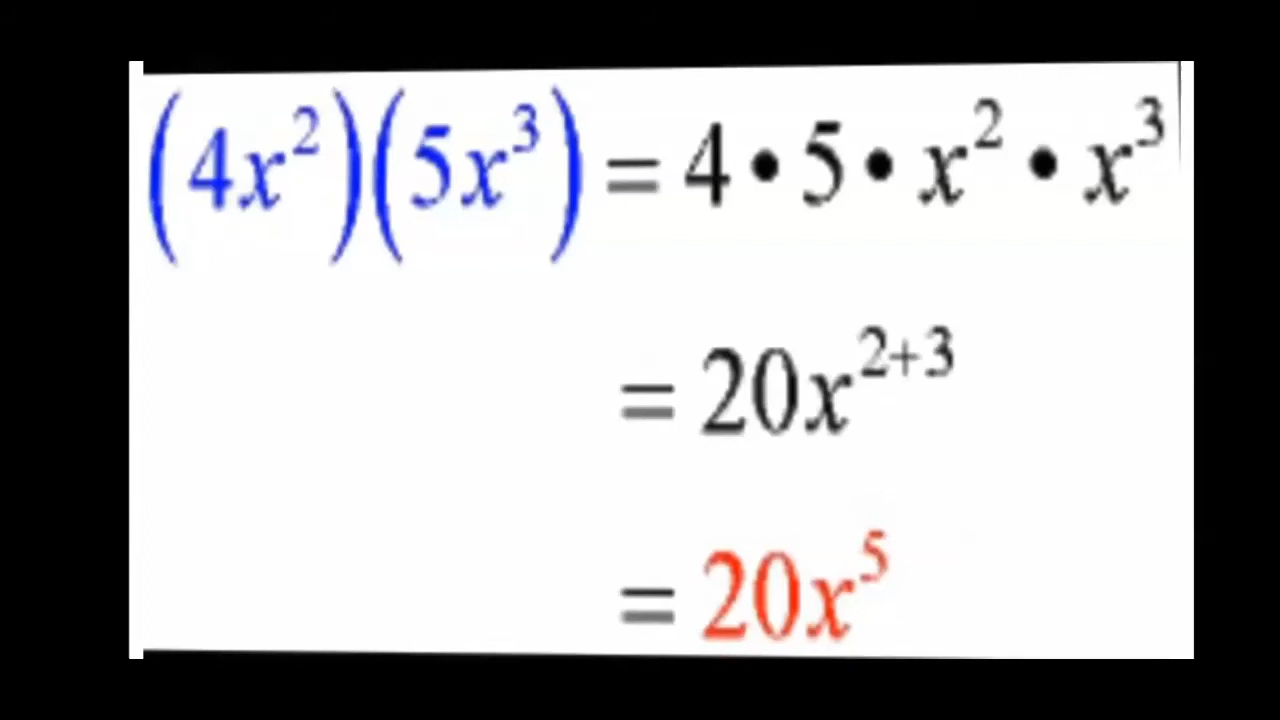 (4x²)(5x³) = 4 • 5 • x² • x³
= 20x²⁺³
= 20x⁵